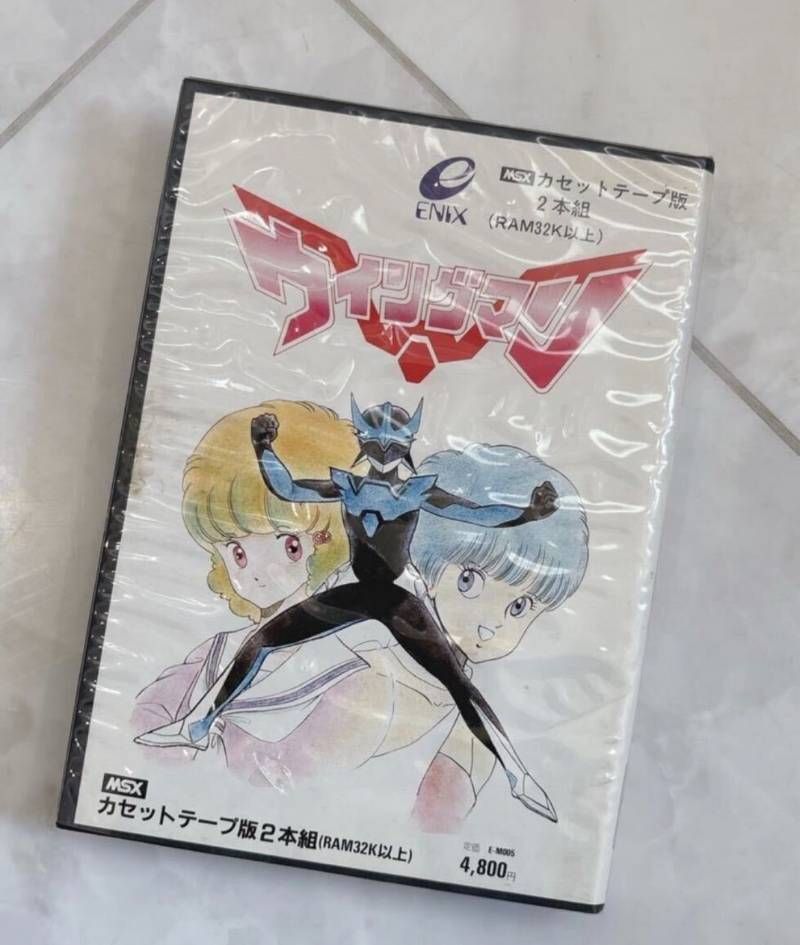 ENIX
MSX カセットテープ版
2本組
(RAM32K以上)
ウイングマン
MSX
カセットテープ版2本組(RAM32K以上)
定価 E-M005
4,800円